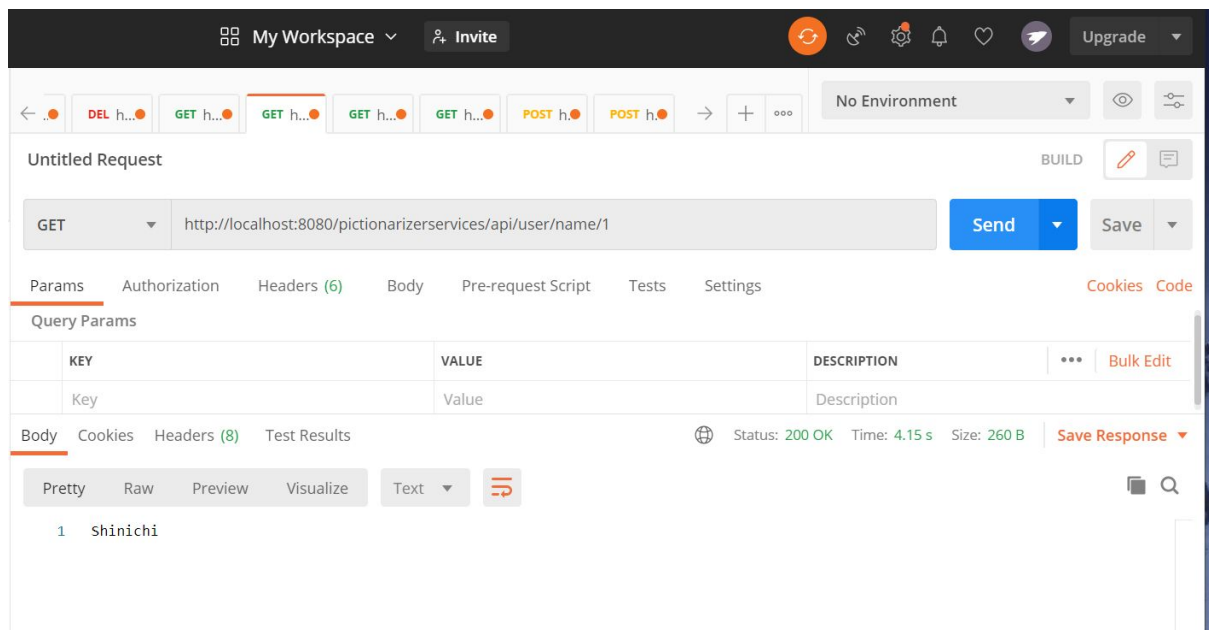 My Workspace Invite Upgrade
DEL h... GET h... GET h... GET h... GET h... POST h. POST h. No Environment
Untitled Request BUILD
GET http://localhost:8080/pictionarizerservices/api/user/name/1 Send Save
Params Authorization Headers (6) Body Pre-request Script Tests Settings Cookies Code
Query Params
KEY VALUE DESCRIPTION Bulk Edit
Key Value Description
Body Cookies Headers (8) Test Results Status: 200 OK Time: 4.15 s Size: 260 B Save Response
Pretty Raw Preview Visualize Text
1 Shinichi